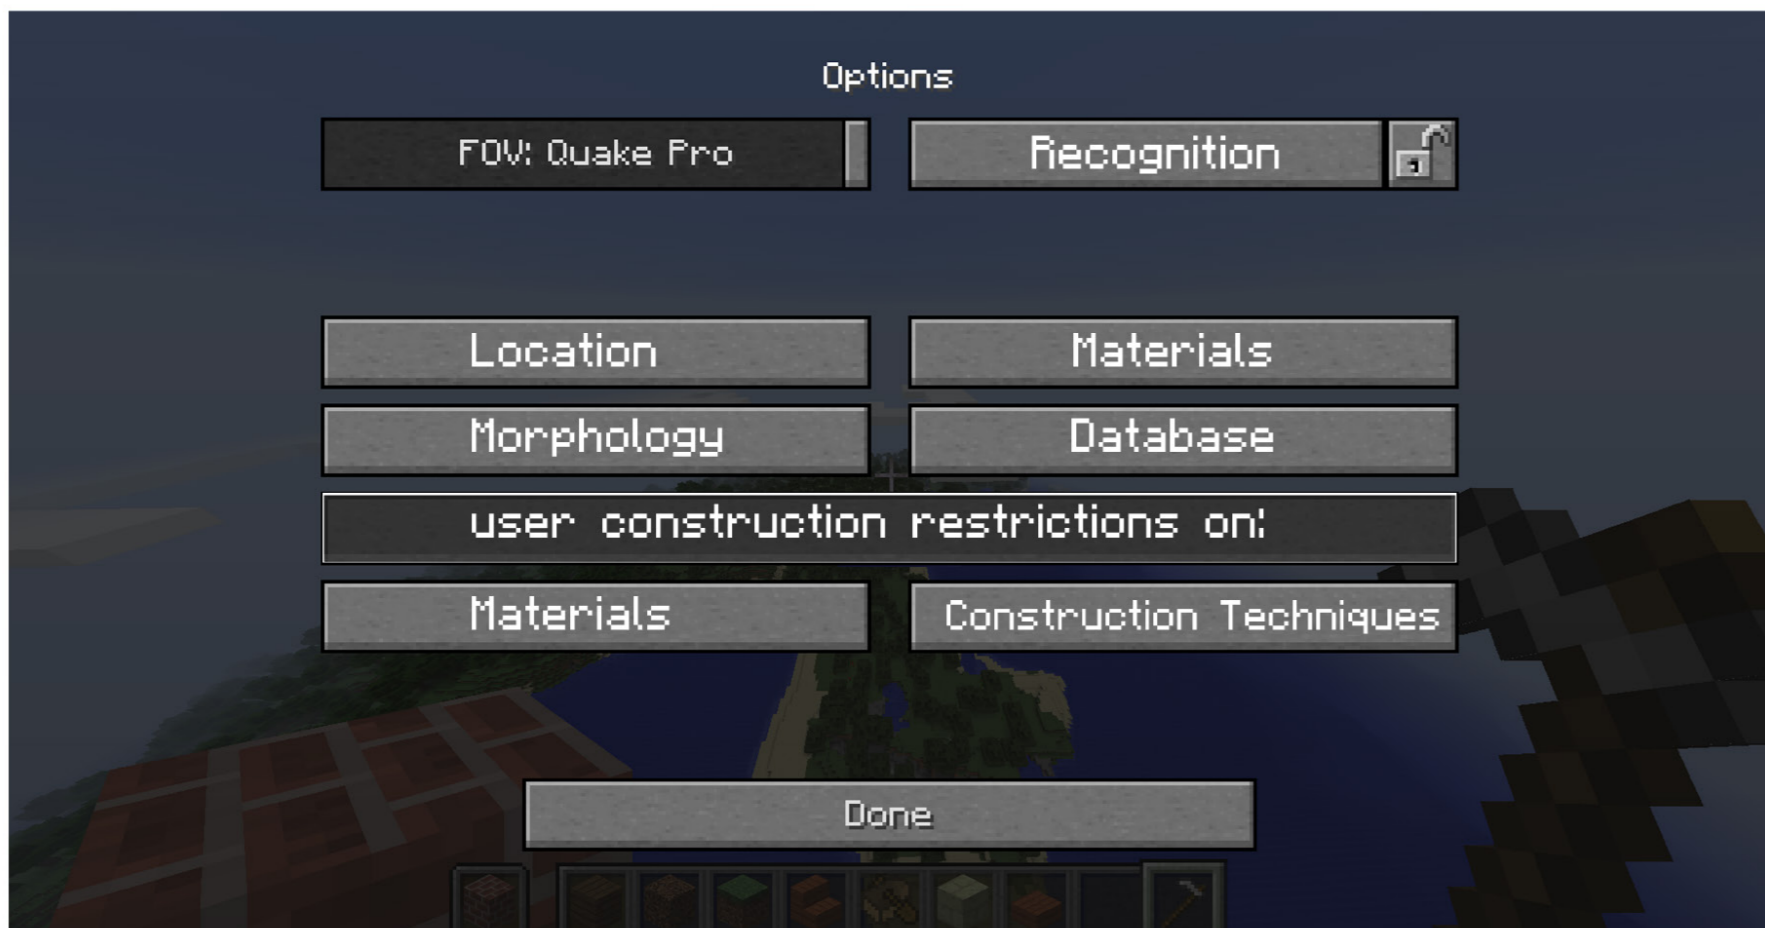 Options
FOV: Quake Pro
Recognition
Location
Materials
Morphology
Database
user construction restrictions on:
Materials
Construction Techniques
Done